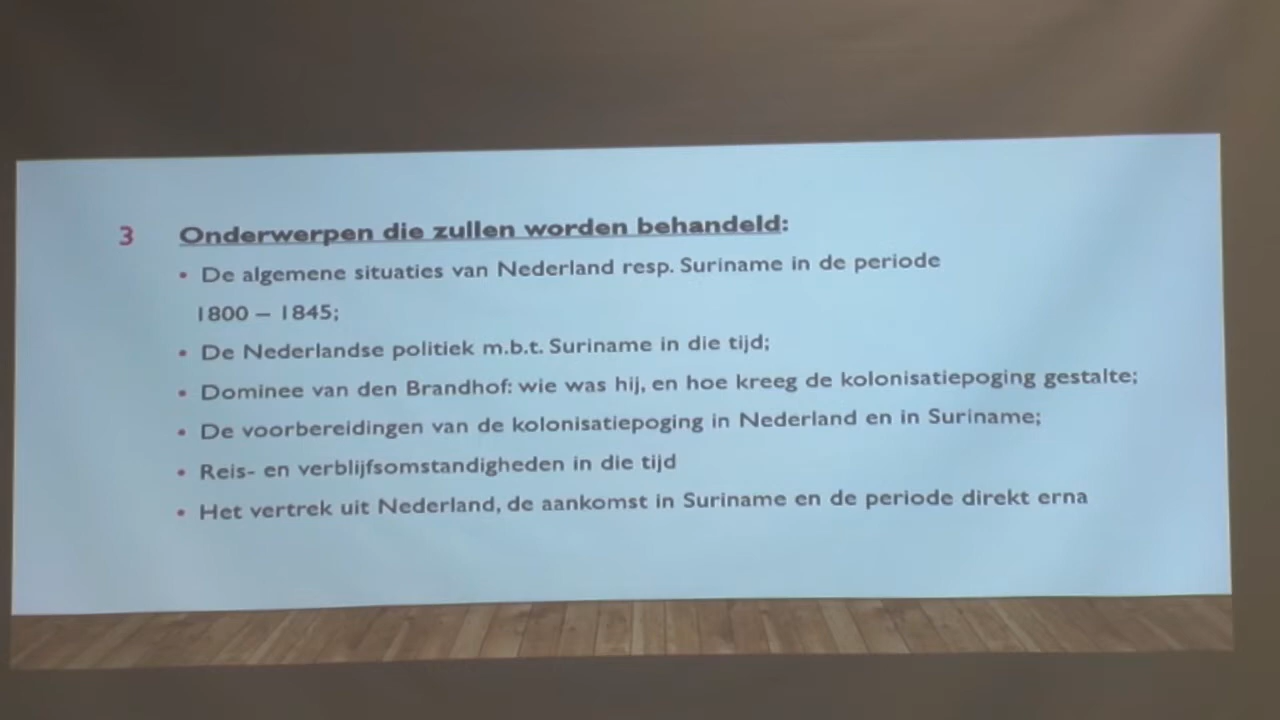 3 Onderwerpen die zullen worden behandeld:
• De algemene situaties van Nederland resp. Suriname in de periode
1800 – 1845;
• De Nederlandse politiek m.b.t. Suriname in die tijd;
• Dominee van den Brandhof: wie was hij, en hoe kreeg de kolonisatiepoging gestalte;
• De voorbereidingen van de kolonisatiepoging in Nederland en in Suriname;
• Reis- en verblijfsomstandigheden in die tijd
• Het vertrek uit Nederland, de aankomst in Suriname en de periode direkt erna